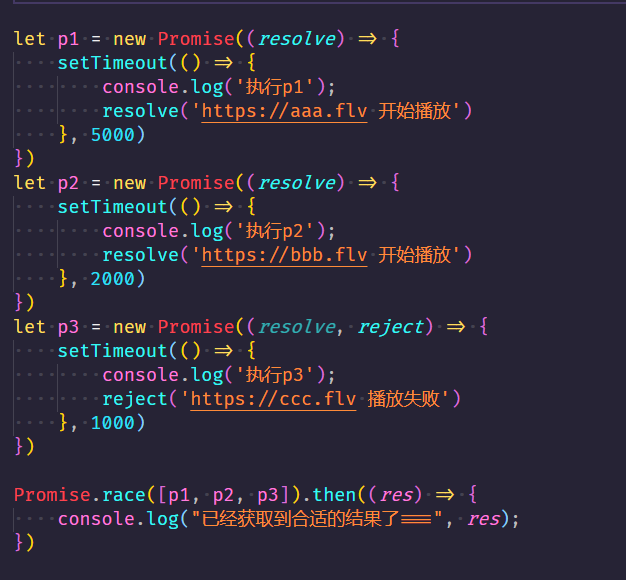 let p1 = new Promise((resolve) => {
    setTimeout(() => {
        console.log('执行p1');
        resolve('https://aaa.flv 开始播放')
    }, 5000)
})
let p2 = new Promise((resolve) => {
    setTimeout(() => {
        console.log('执行p2');
        resolve('https://bbb.flv 开始播放')
    }, 2000)
})
let p3 = new Promise((resolve, reject) => {
    setTimeout(() => {
        console.log('执行p3');
        reject('https://ccc.flv 播放失败')
    }, 1000)
})

Promise.race([p1, p2, p3]).then((res) => {
    console.log("已经获取到合适的结果了===", res);
})